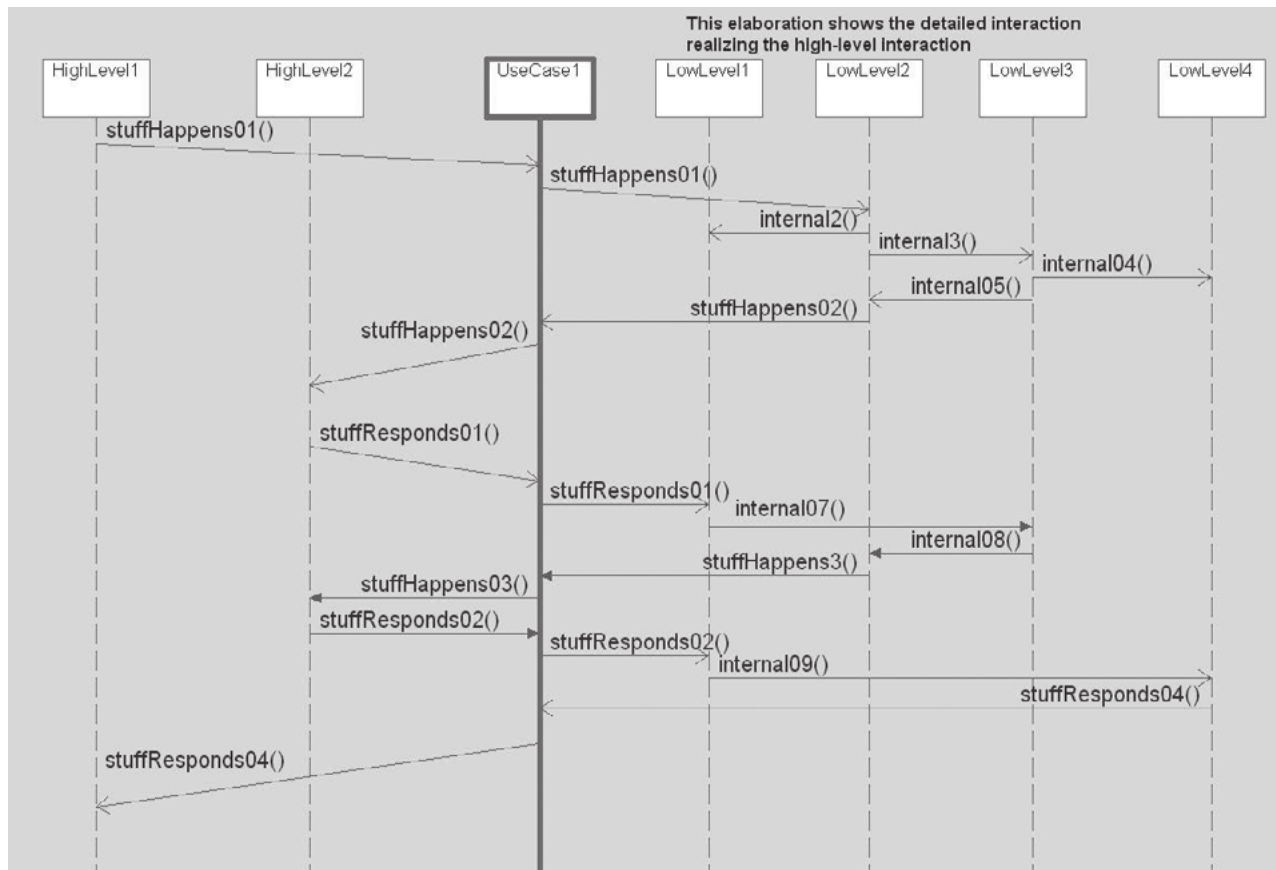 This elaboration shows the detailed interaction
realizing the high-level interaction
HighLevel1
HighLevel2
UseCase1
LowLevel1
LowLevel2
LowLevel3
LowLevel4
stuffHappens01()
stuffHappens01()
internal2()
internal3()
internal04()
internal05()
stuffHappens02()
stuffHappens02()
stuffResponds01()
stuffResponds01()
internal07()
internal08()
stuffHappens3()
stuffHappens03()
stuffResponds02()
stuffResponds02()
internal09()
stuffResponds04()
stuffResponds04()